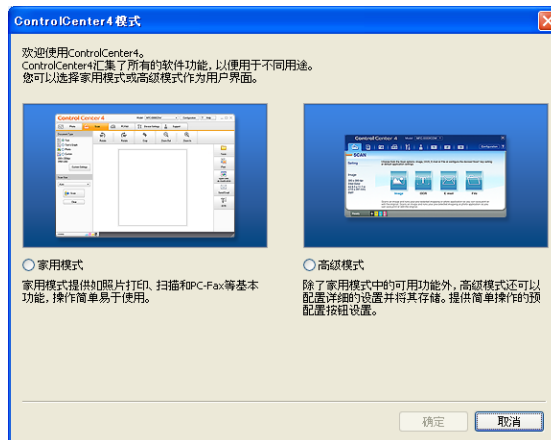 ControlCenter4模式
欢迎使用ControlCenter4。
ControlCenter4汇集了所有的软件功能，以便用于不同用途。
您可以选择家用模式或高级模式作为用户界面。
Control Center 4
Control Center 4
SCAN
家用模式
高级模式
家用模式提供如照片打印、扫描和PC-Fax等基本
功能，操作简单易于使用。
除了家用模式中的可用功能外，高级模式还可以
配置详细的设置并将其存储。提供简单操作的预
配置按钮设置。
确定
取消